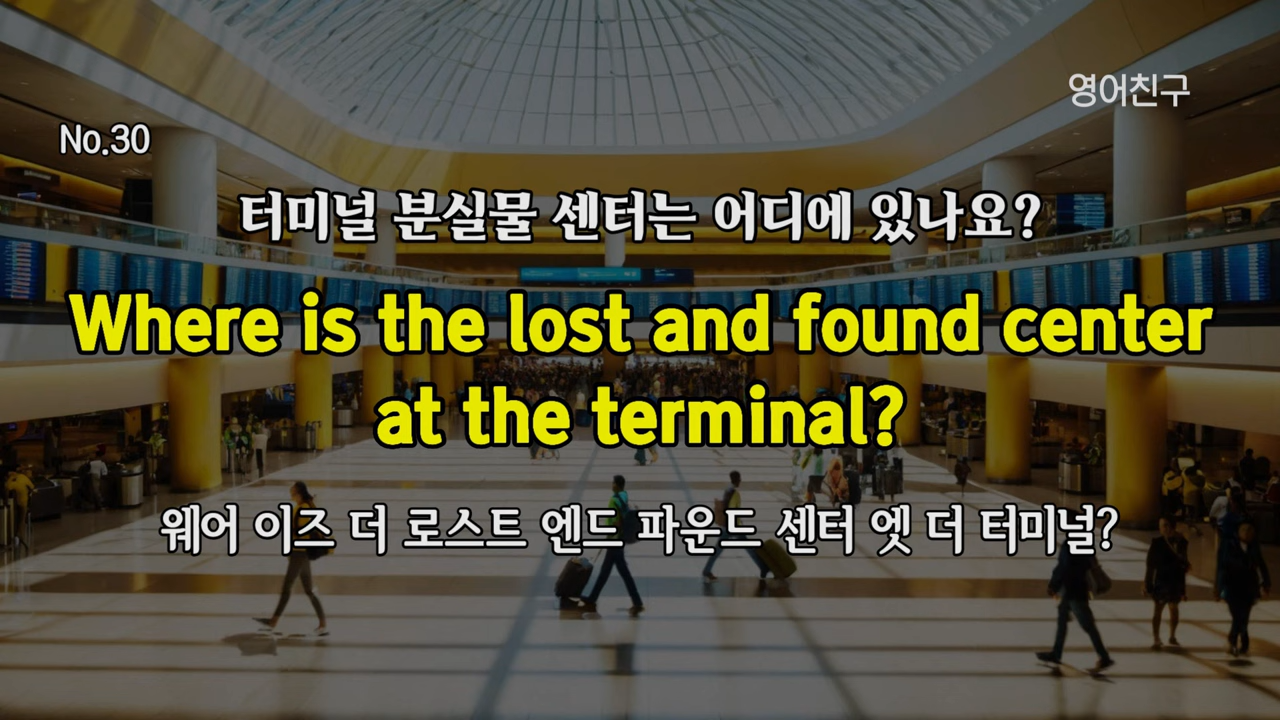 영어친구
No.30
터미널 분실물 센터는 어디에 있나요?
Where is the lost and found center
at the terminal?
웨어 이즈 더 로스트 엔드 파운드 센터 엣 더 터미널?